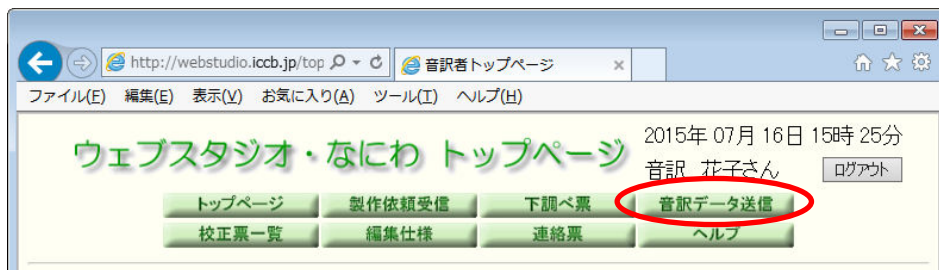 http://webstudio.iccb.jp/top
音訳者トップページ
ファイル(F) 編集(E) 表示(V) お気に入り(A) ツール(T) ヘルプ(H)
ウェブスタジオ・なにわ トップページ
2015年 07月 16日 15時 25分
音訳 花子さん ログアウト
トップページ 製作依頼受信 下調べ票 音訳データ送信
校正票一覧 編集仕様 連絡票 ヘルプ